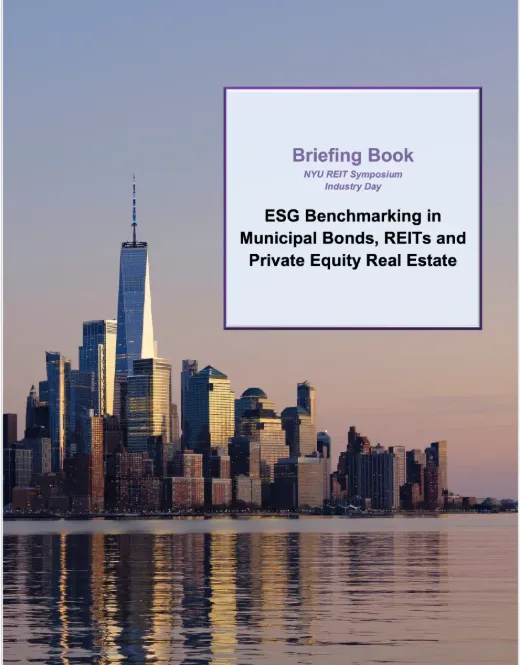 Briefing Book
NYU REIT Symposium
Industry Day
ESG Benchmarking in
Municipal Bonds, REITs and
Private Equity Real Estate